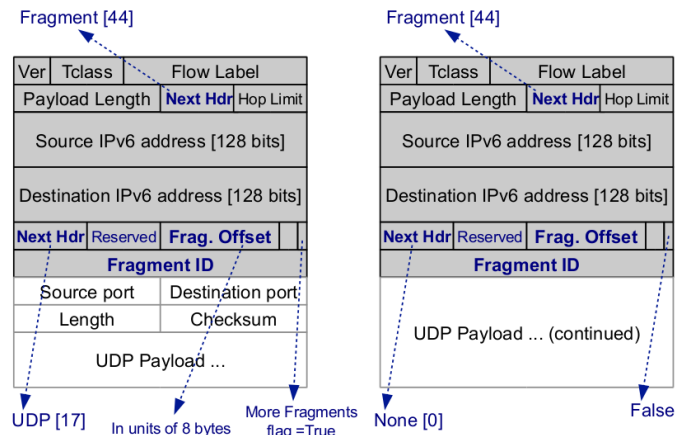 Fragment [44]
Ver Tclass Flow Label
Payload Length Next Hdr Hop Limit
Source IPv6 address [128 bits]
Destination IPv6 address [128 bits]
Next Hdr Reserved Frag. Offset
Fragment ID
Source port Destination port
Length Checksum
UDP Payload ...
UDP [17]
In units of 8 bytes
More Fragments
flag =True
Fragment [44]
Ver Tclass Flow Label
Payload Length Next Hdr Hop Limit
Source IPv6 address [128 bits]
Destination IPv6 address [128 bits]
Next Hdr Reserved Frag. Offset
Fragment ID
UDP Payload ... (continued)
None [0]
False